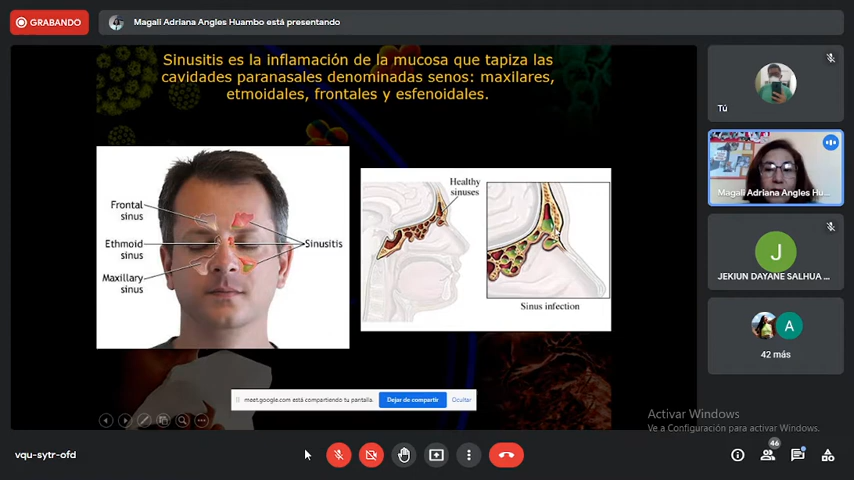 GRABANDO
Magali Adriana Angles Huambo está presentando
Sinusitis es la inflamación de la mucosa que tapiza las
cavidades paranasales denominadas senos: maxilares,
etmoidales, frontales y esfenoidales.
Frontal
sinus
Ethmoid
sinus
Maxillary
sinus
Sinusitis
Healthy
sinuses
Sinus infection
Tú
Magali Adriana Angles Hu...
JEKIUN DAYANE SALHUA ...
J
A
42 más
meet.google.com está compartiendo tu pantalla.
Dejar de compartir
Ocultar
Activar Windows
Ve a Configuración para activar Windows.
vqu-sytr-ofd
46